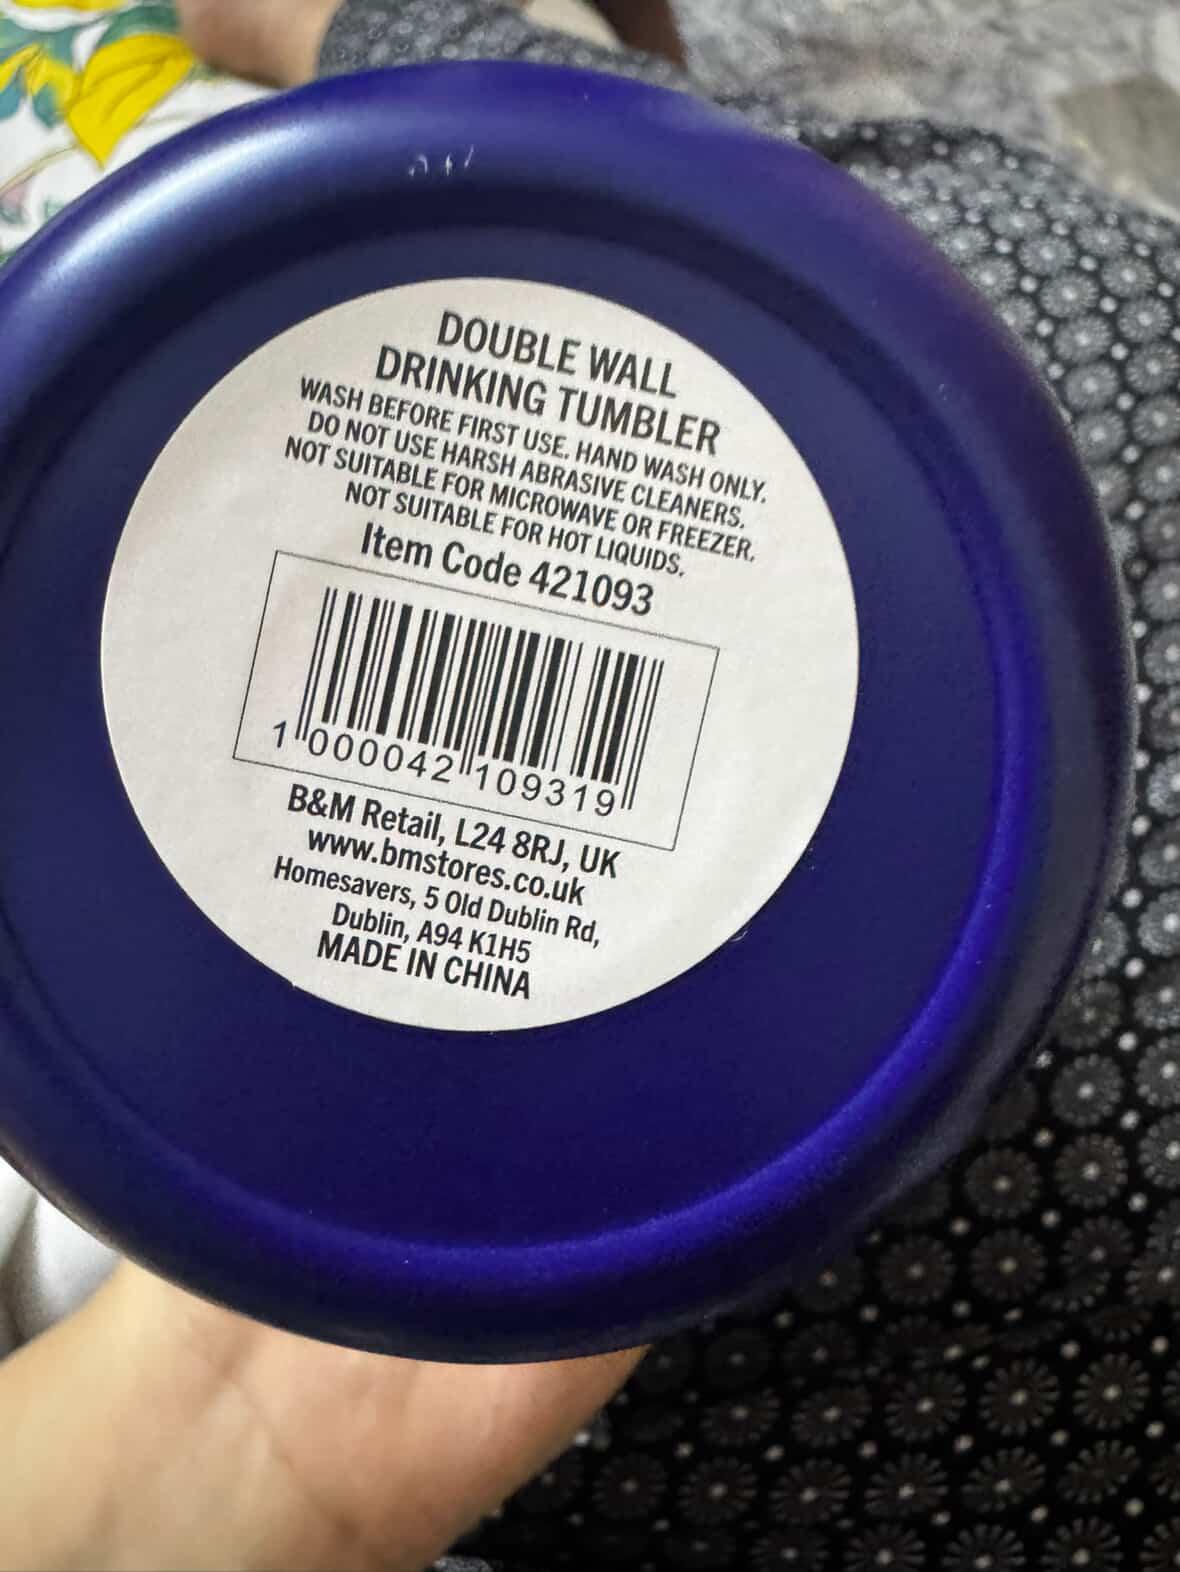 DOUBLE WALL
DRINKING TUMBLER
WASH BEFORE FIRST USE. HAND WASH ONLY.
DO NOT USE HARSH ABRASIVE CLEANERS.
NOT SUITABLE FOR MICROWAVE OR FREEZER.
NOT SUITABLE FOR HOT LIQUIDS.
Item Code 421093
1 000042 109319
B&M Retail, L24 8RJ, UK
www.bmstores.co.uk
Homesavers, 5 Old Dublin Rd,
Dublin, A94 K1H5
MADE IN CHINA